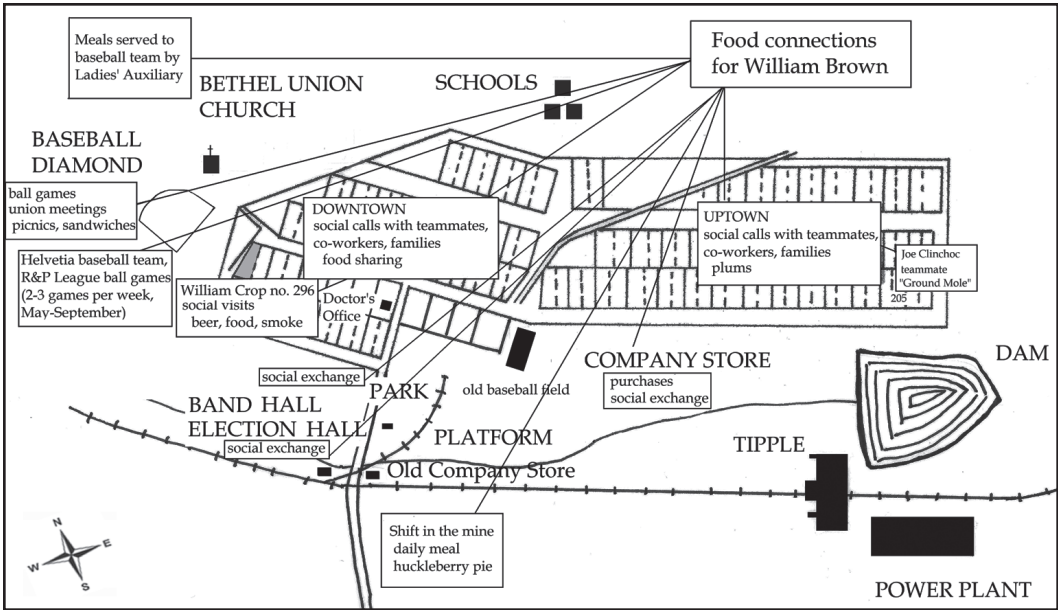 Meals served to
baseball team by
Ladies' Auxiliary
Food connections
for William Brown
BETHEL UNION
CHURCH
SCHOOLS
BASEBALL
DIAMOND
ball games
union meetings
picnics, sandwiches
DOWNTOWN
social calls with teammates,
co-workers, families
food sharing
UPTOWN
social calls with teammates,
co-workers, families
plums
Joe Clinchoc
teammate
"Ground Mole"
205
Helvetia baseball team,
R&P League ball games
(2-3 games per week,
May-September)
William Crop no. 296
social visits
beer, food, smoke
Doctor's
Office
social exchange
PARK
old baseball field
COMPANY STORE
purchases
social exchange
DAM
BAND HALL
ELECTION HALL
social exchange
PLATFORM
Old Company Store
TIPPLE
Shift in the mine
daily meal
huckleberry pie
POWER PLANT
N
E
W
S